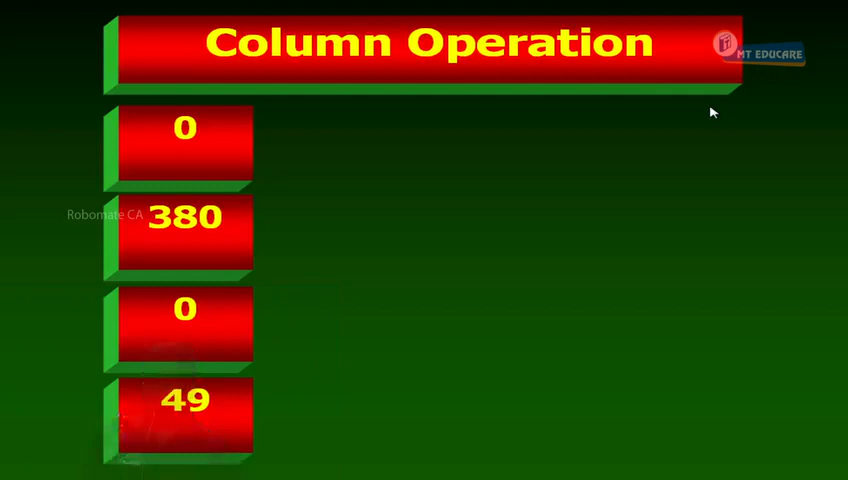 Column Operation
MT EDUCARE
0
Robomate CA
380
0
49